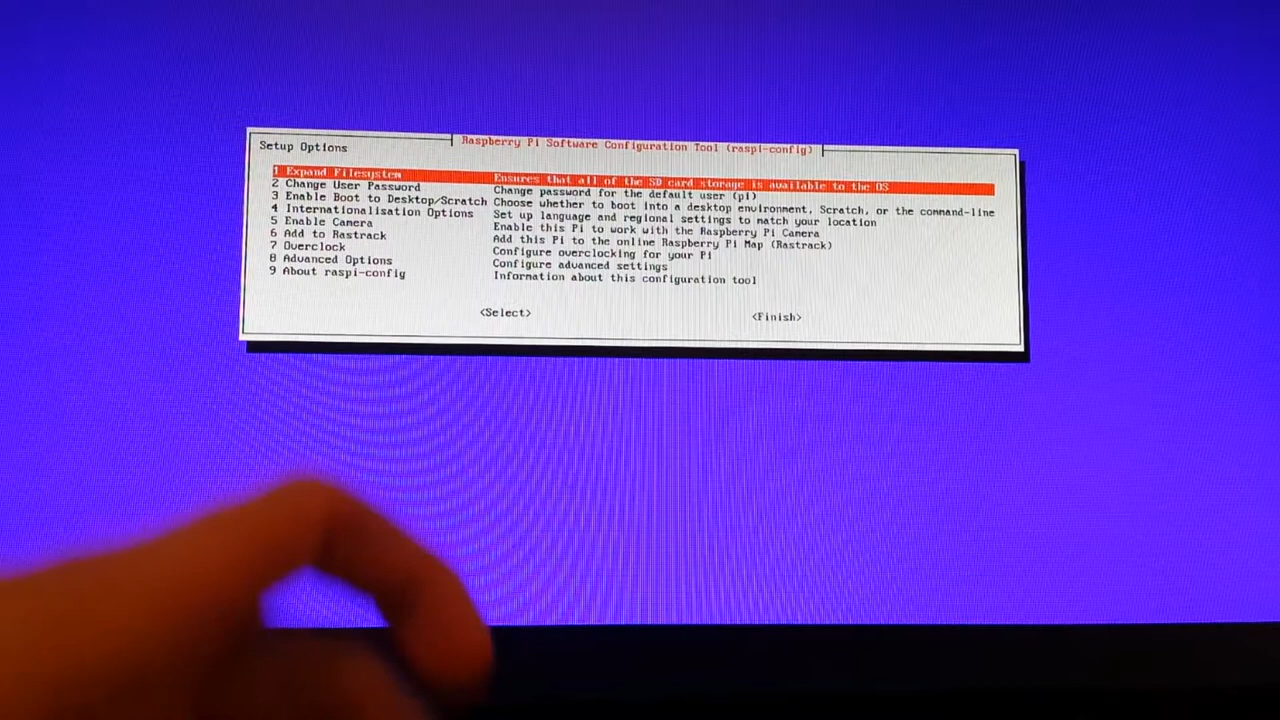 Raspberry Pi Software Configuration Tool (raspi-config)
Setup Options
1 Expand Filesystem Ensures that all of the SD card storage is available to the OS
2 Change User Password Change password for the default user (pi)
3 Enable Boot to Desktop/Scratch Choose whether to boot into a desktop environment, Scratch, or the command-line
4 Internationalisation Options Set up language and regional settings to match your location
5 Enable Camera Enable this Pi to work with the Raspberry Pi Camera
6 Add to Rastrack Add this Pi to the online Raspberry Pi Map (Rastrack)
7 Overclock Configure overclocking for your Pi
8 Advanced Options Configure advanced settings
9 About raspi-config Information about this configuration tool
<Select> <Finish>